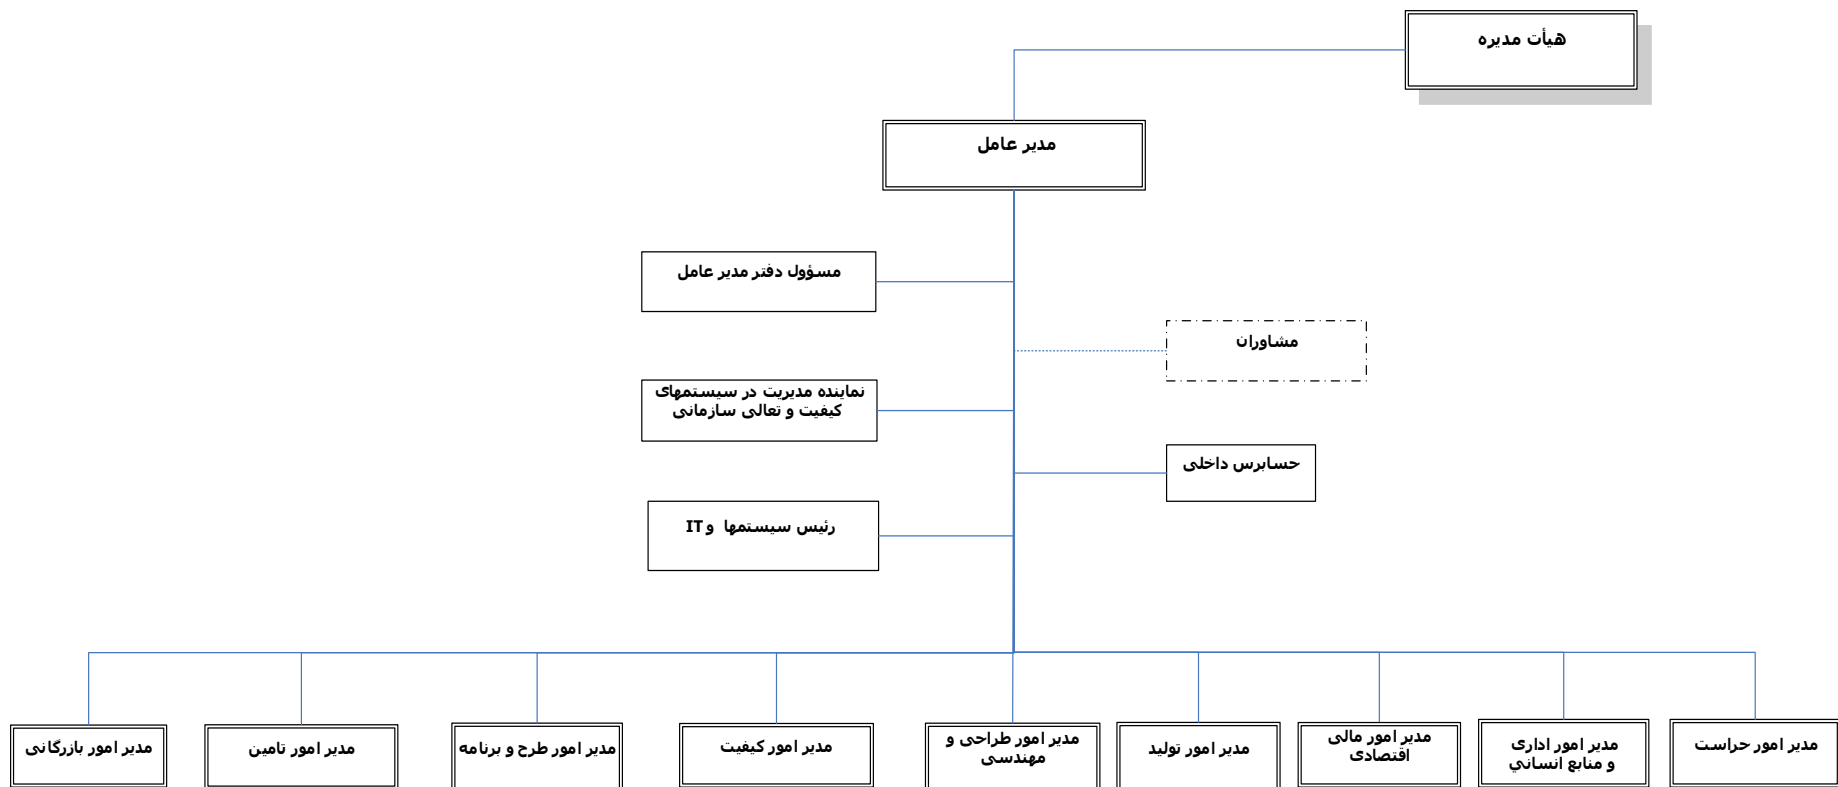 هیأت مدیره
مدیر عامل
مسؤول دفتر مدیر عامل
مشاوران
نماینده مدیریت در سیستمهای
کیفیت و تعالی سازمانی
حسابرس داخلی
رئیس سیستمها و IT
مدیر امور حراست
مدیر امور اداری
و منابع انساني
مدیر امور مالی
اقتصادی
مدیر امور تولید
مدیر امور طراحی و
مهندسی
مدیر امور کیفیت
مدیر امور طرح و برنامه
مدیر امور تامین
مدیر امور بازرگانی